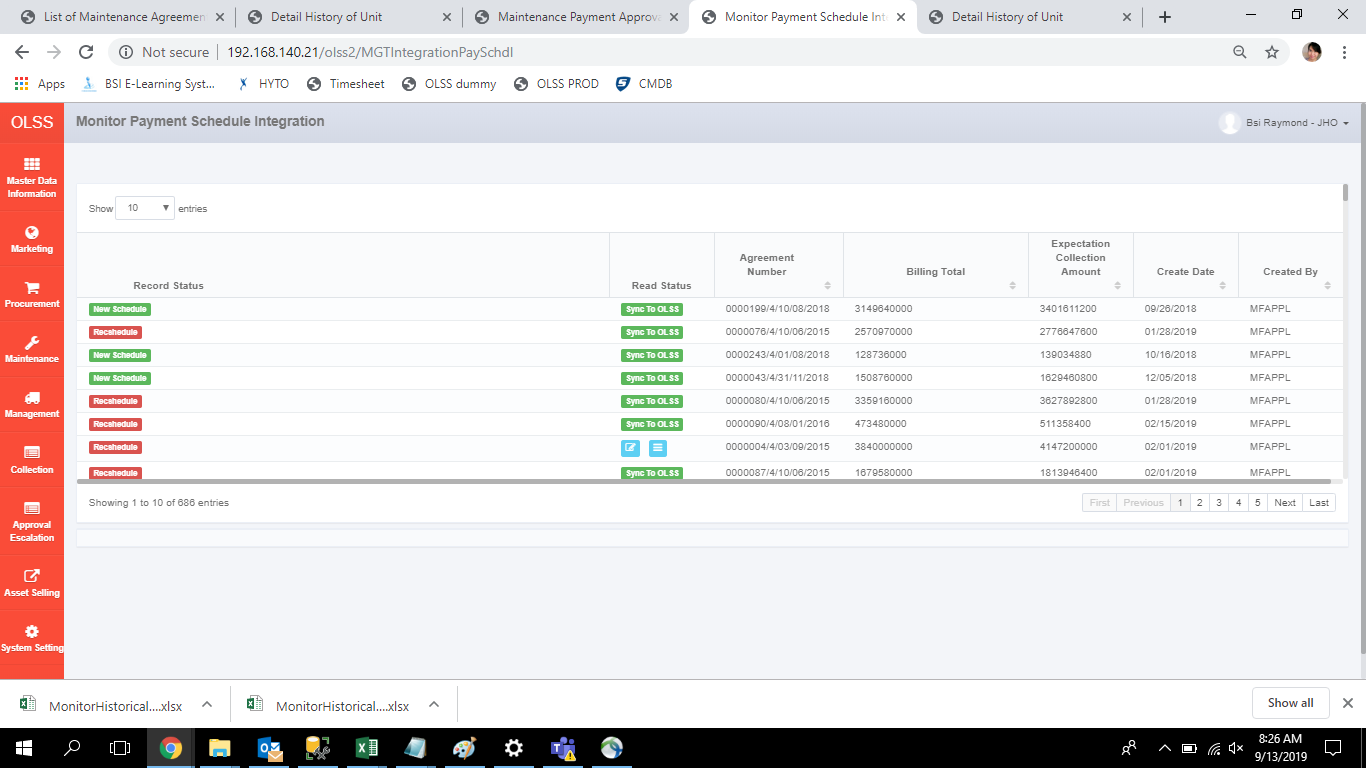 List of Maintenance Agreemen
Detail History of Unit
Maintenance Payment Approva
Monitor Payment Schedule Int
Detail History of Unit
Not secure 192.168.140.21/olss2/MGTIntegrationPaySchdl
Apps BSI E-Learning Syst... HYTO Timesheet OLSS dummy OLSS PROD CMDB
OLSS
Monitor Payment Schedule Integration
Bsi Raymond - JHO
Master Data
Information
Marketing
Procurement
Maintenance
Management
Collection
Approval
Escalation
Asset Selling
System Setting
Show 10 entries
Record Status
Read Status
Agreement
Number
Billing Total
Expectation
Collection
Amount
Create Date
Created By
New Schedule Sync To OLSS 0000199/4/10/08/2018 3149640000 3401611200 09/26/2018 MFAPPL
Recshedule Sync To OLSS 0000076/4/10/06/2015 2570970000 2776647600 01/28/2019 MFAPPL
New Schedule Sync To OLSS 0000243/4/01/08/2018 128736000 139034880 10/16/2018 MFAPPL
New Schedule Sync To OLSS 0000043/4/31/11/2018 1508760000 1629460800 12/05/2018 MFAPPL
Recshedule Sync To OLSS 0000080/4/10/06/2015 3359160000 3627892800 01/28/2019 MFAPPL
Recshedule Sync To OLSS 0000090/4/08/01/2016 473480000 511358400 02/15/2019 MFAPPL
Recshedule 0000004/4/03/09/2015 3840000000 4147200000 02/01/2019 MFAPPL
Recshedule Sync To OLSS 0000087/4/10/06/2015 1679580000 1813946400 02/01/2019 MFAPPL
Showing 1 to 10 of 686 entries
First Previous 1 2 3 4 5 Next Last
MonitorHistorical....xlsx
MonitorHistorical....xlsx
Show all
8:26 AM
9/13/2019